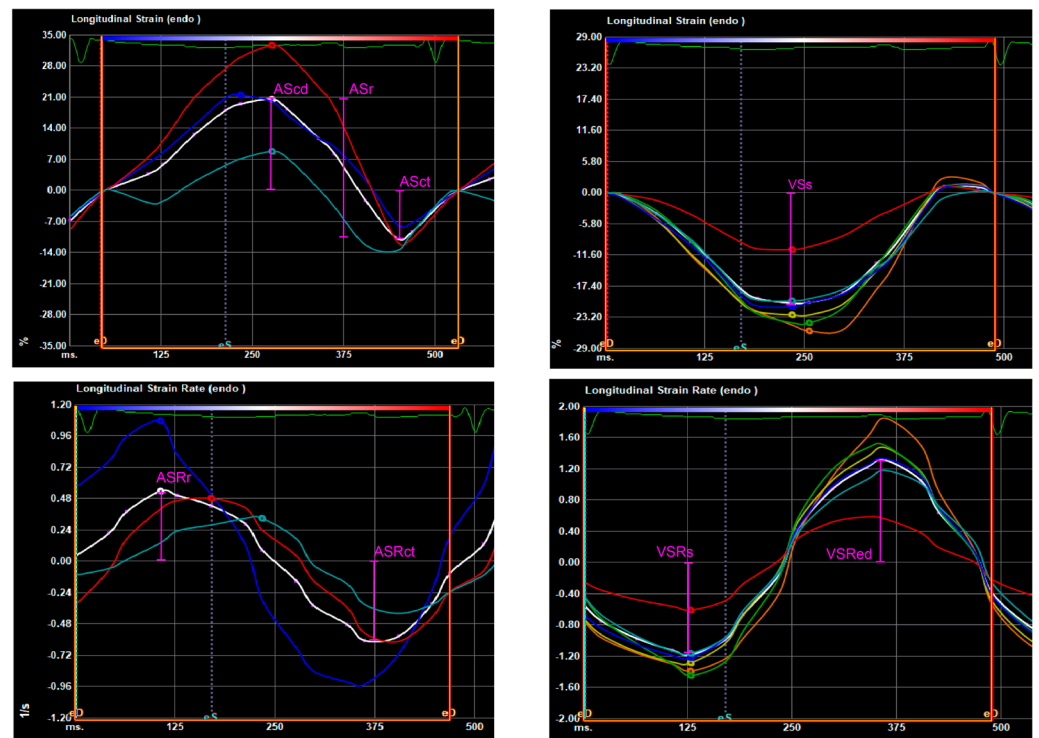 Longitudinal Strain (endo )
35.00
28.00
21.00
14.00
7.00
0.00
-7.00
-14.00
21.00
28.00
-35.00
%
ms.
eD
125
eS
250
375
500
eD
AScd
ASr
ASct
Longitudinal Strain (endo )
29.00
23.20
17.40
11.60
5.80
0.00
-5.80
-11.60
-17.40
-23.20
-29.00
%
ms.
eD
125
eS
250
375
eD
500
VSs
Longitudinal Strain Rate (endo )
1.20
0.96
0.72
0.48
0.24
0.00
-0.24
-0.48
-0.72
-0.96
-1.20
1/s
ms.
eD
125
eS
250
375
eD
500
ASRr
ASRct
Longitudinal Strain Rate (endo )
2.00
1.60
1.20
0.80
0.40
0.00
-0.40
-0.80
-1.20
-1.60
-2.00
ms.
eD
125
eS
250
375
eD
500
VSRs
VSRed